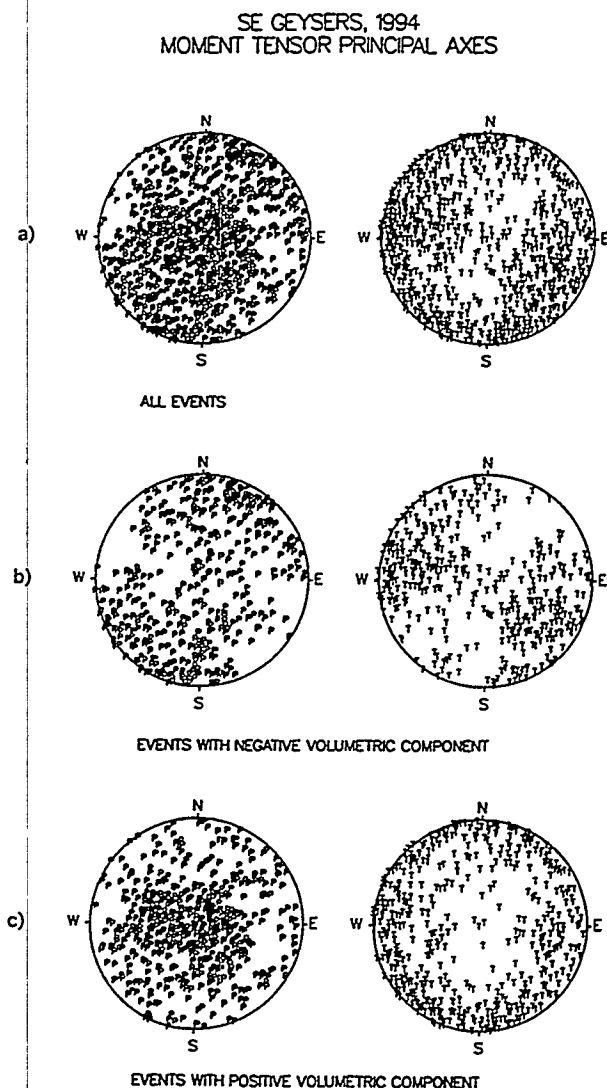 SE GEYSERS, 1994
MOMENT TENSOR PRINCIPAL AXES
N
N
a)
W
E
W
E
S
S
ALL EVENTS
N
N
b)
W
E
W
E
S
S
EVENTS WITH NEGATIVE VOLUMETRIC COMPONENT
N
N
c)
W
E
W
E
S
S
EVENTS WITH POSITIVE VOLUMETRIC COMPONENT